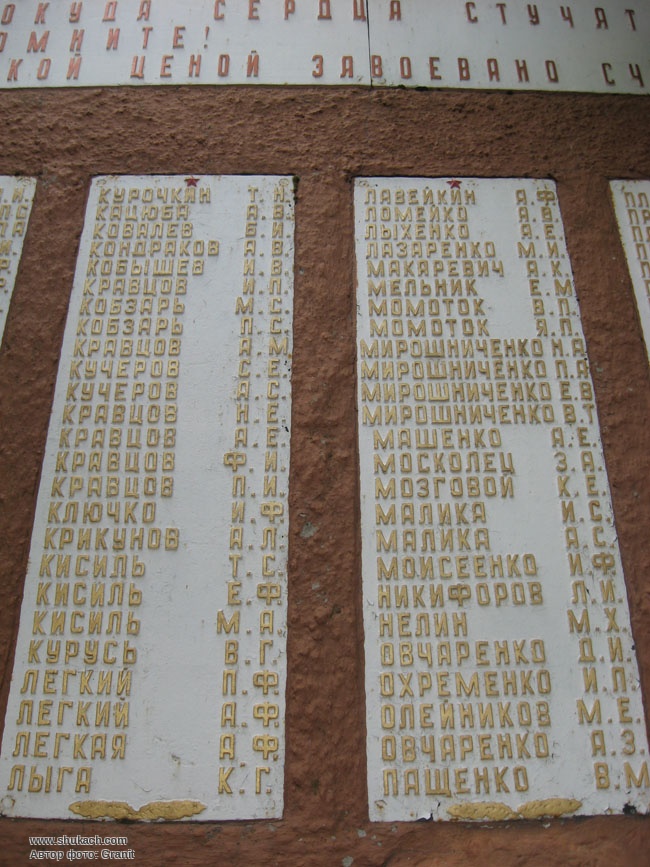 ОКУДА СЕРДЦА СТУЧАТ
ОМНИТЕ!
КОЙ ЦЕНОЙ ЗАВОЕВАНО СЧ
КУРОЧКИН Т.Н.
КАЦЮБА А.В.
КОВАЛЕВ Б.И.
КОНДРАКОВ А.В.
КОБЫШЕВ И.В.
КРАВЦОВ И.П.
КОБЗАРЬ М.С.
КОБЗАРЬ П.С.
КРАВЦОВ А.М.
КУЧЕРОВ С.Е.
КУЧЕРОВ А.С.
КРАВЦОВ Н.Е.
КРАВЦОВ А.Е.
КРАВЦОВ Ф.И.
КРАВЦОВ П.И.
КЛЮЧКО И.Ф.
КРИКУНОВ А.П.
КИСИЛЬ Т.С.
КИСИЛЬ Е.Ф.
КИСИЛЬ М.А.
КУРУСЬ В.Г.
ЛЕГКИЙ П.Ф.
ЛЕГКИЙ А.Ф.
ЛЕГКАЯ Д.Ф.
ЛЫГА К.Г.
ЛАВЕЙКИН А.Ф
ЛОМЕЙКО А.В.
ЛЫХЕНКО А.Е.
ЛАЗАРЕНКО М.И.
МАКАРЕВИЧ А.К.
МЕЛЬНИК Е.М
МОМОТОК В.П.
МОМОТОК Я.П.
МИРОШНИЧЕНКО Н.А
МИРОШНИЧЕНКО П.А
МИРОШНИЧЕНКО Е.В
МИРОШНИЧЕНКО В.Т
МАЩЕНКО А.Е.
МОСКОЛЕЦ З.А.
МОЗГОВОЙ К.Е.
МАЛИКА И.С.
МАЛИКА А.С.
МОИСЕЕНКО И.Ф
НИКИФОРОВ Л.И.
НЕЛИН М.Х.
ОВЧАРЕНКО Д.И.
ОХРЕМЕНКО И.П.
ОЛЕЙНИКОВ М.Е.
ОВЧАРЕНКО А.З.
ПАЩЕНКО В.М
www.shukach.com
Автор фото: Granit